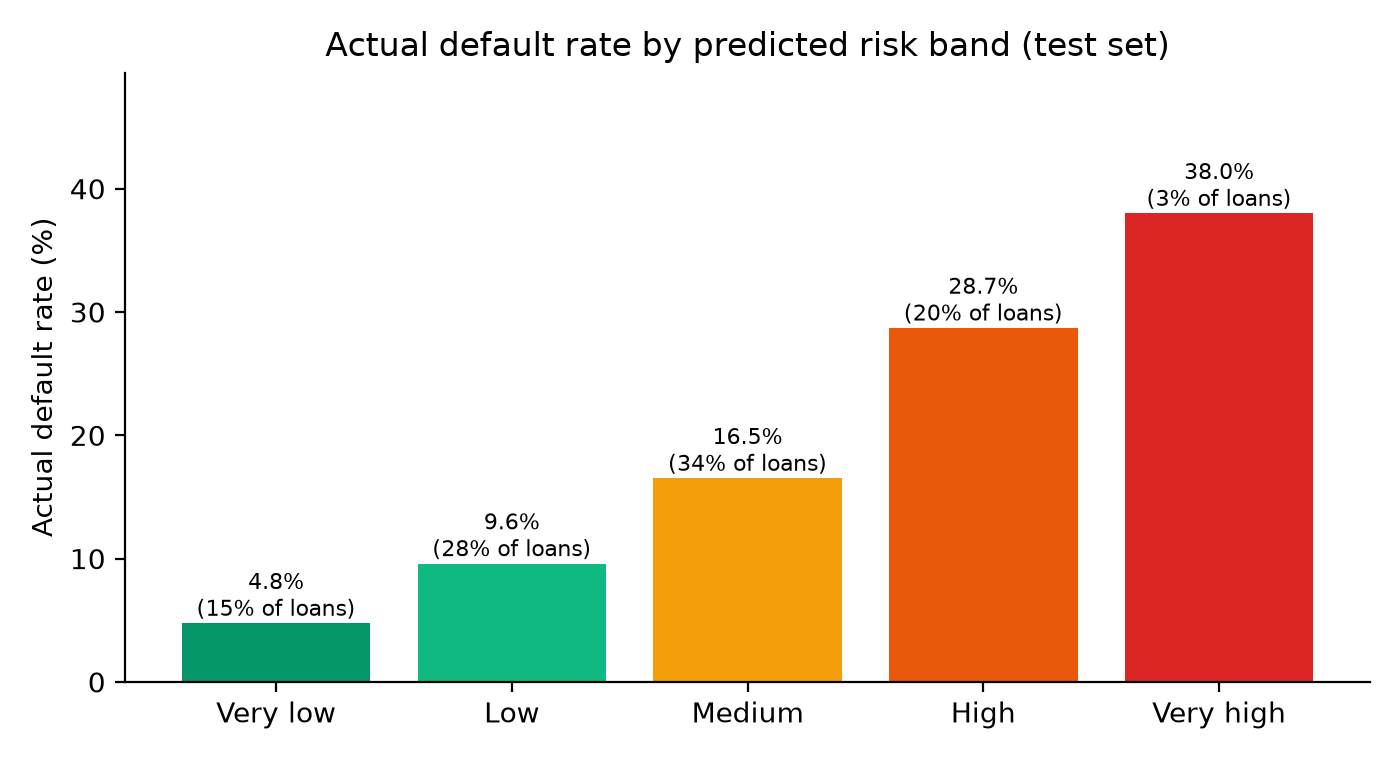 Actual default rate by predicted risk band (test set)
Actual default rate (%)
40
30
20
10
0
4.8%
(15% of loans)
9.6%
(28% of loans)
16.5%
(34% of loans)
28.7%
(20% of loans)
38.0%
(3% of loans)
Very low
Low
Medium
High
Very high